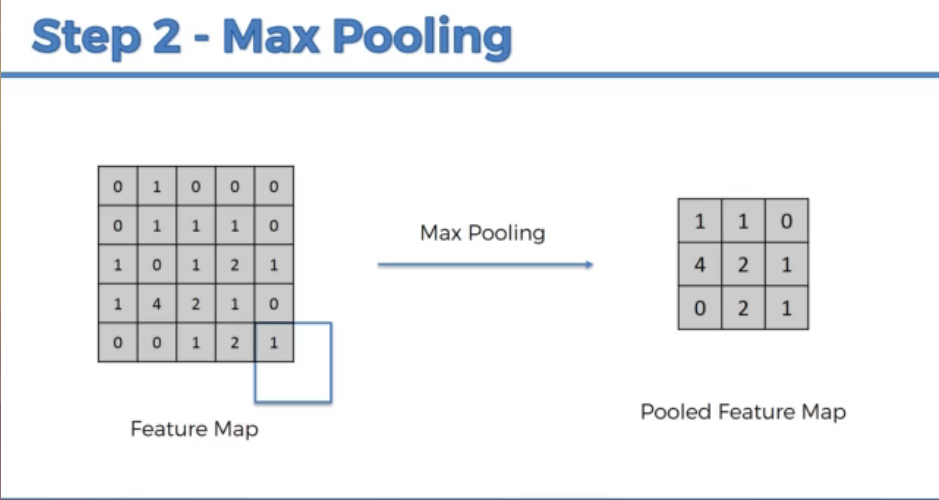 Step 2 - Max Pooling
0 1 0 0 0
0 1 1 1 0
1 0 1 2 1
1 4 2 1 0
0 0 1 2 1
Feature Map
Max Pooling
1 1 0
4 2 1
0 2 1
Pooled Feature Map